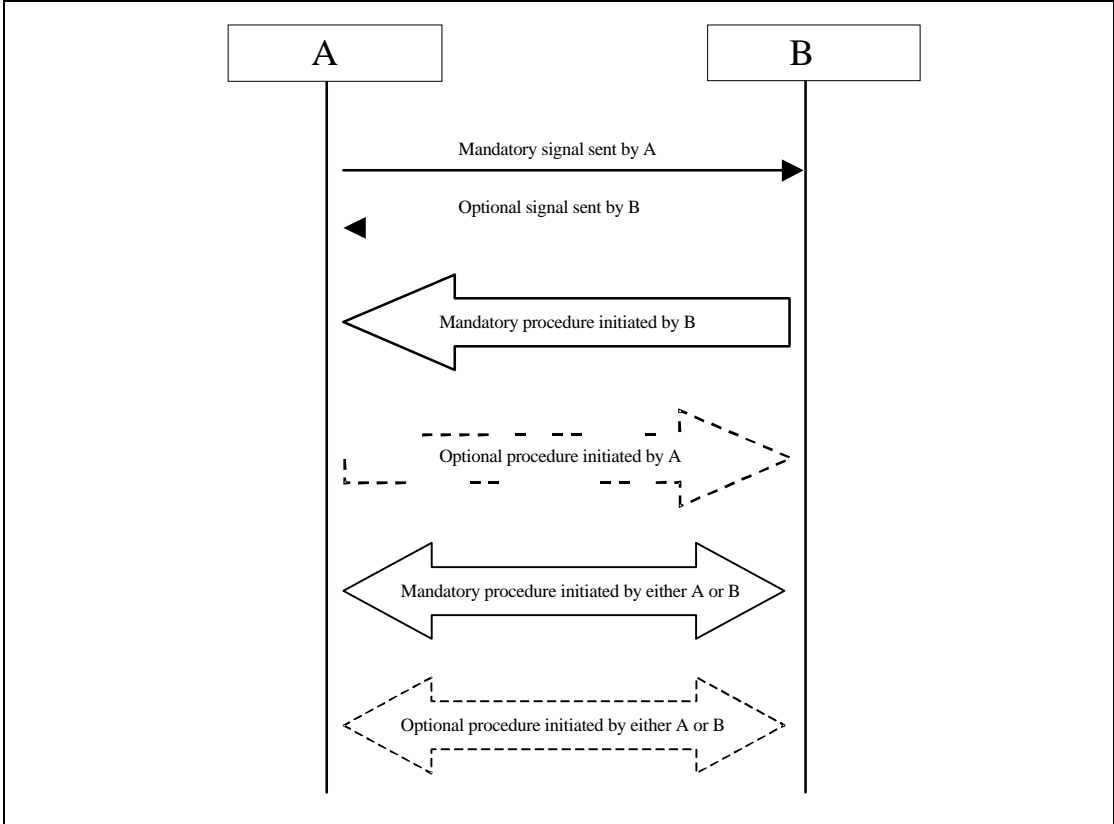 A
B
Mandatory signal sent by A
Optional signal sent by B
Mandatory procedure initiated by B
Optional procedure initiated by A
Mandatory procedure initiated by either A or B
Optional procedure initiated by either A or B